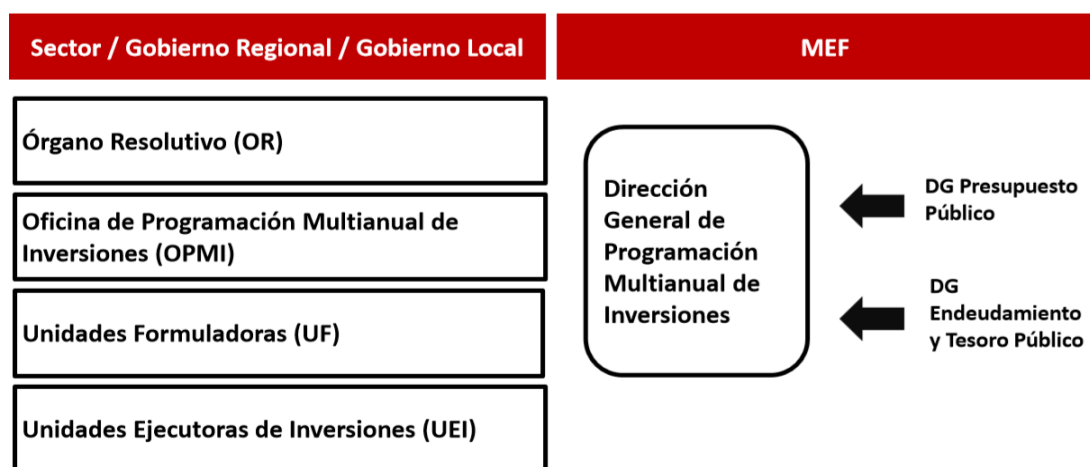 Sector / Gobierno Regional / Gobierno Local
MEF
Órgano Resolutivo (OR)
Oficina de Programación Multianual de
Inversiones (OPMI)
Unidades Formuladoras (UF)
Unidades Ejecutoras de Inversiones (UEI)
Dirección
General de
Programación
Multianual de
Inversiones
DG Presupuesto
Público
DG
Endeudamiento
y Tesoro Público